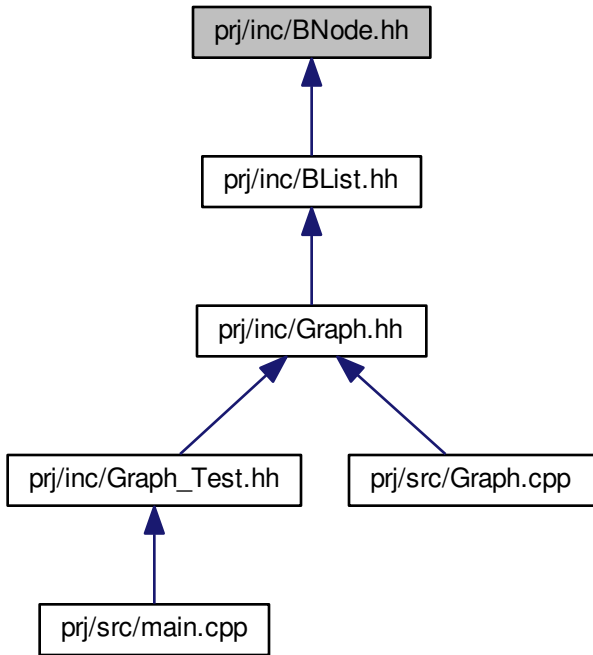 prj/inc/BNode.hh
prj/inc/BList.hh
prj/inc/Graph.hh
prj/inc/Graph_Test.hh
prj/src/Graph.cpp
prj/src/main.cpp